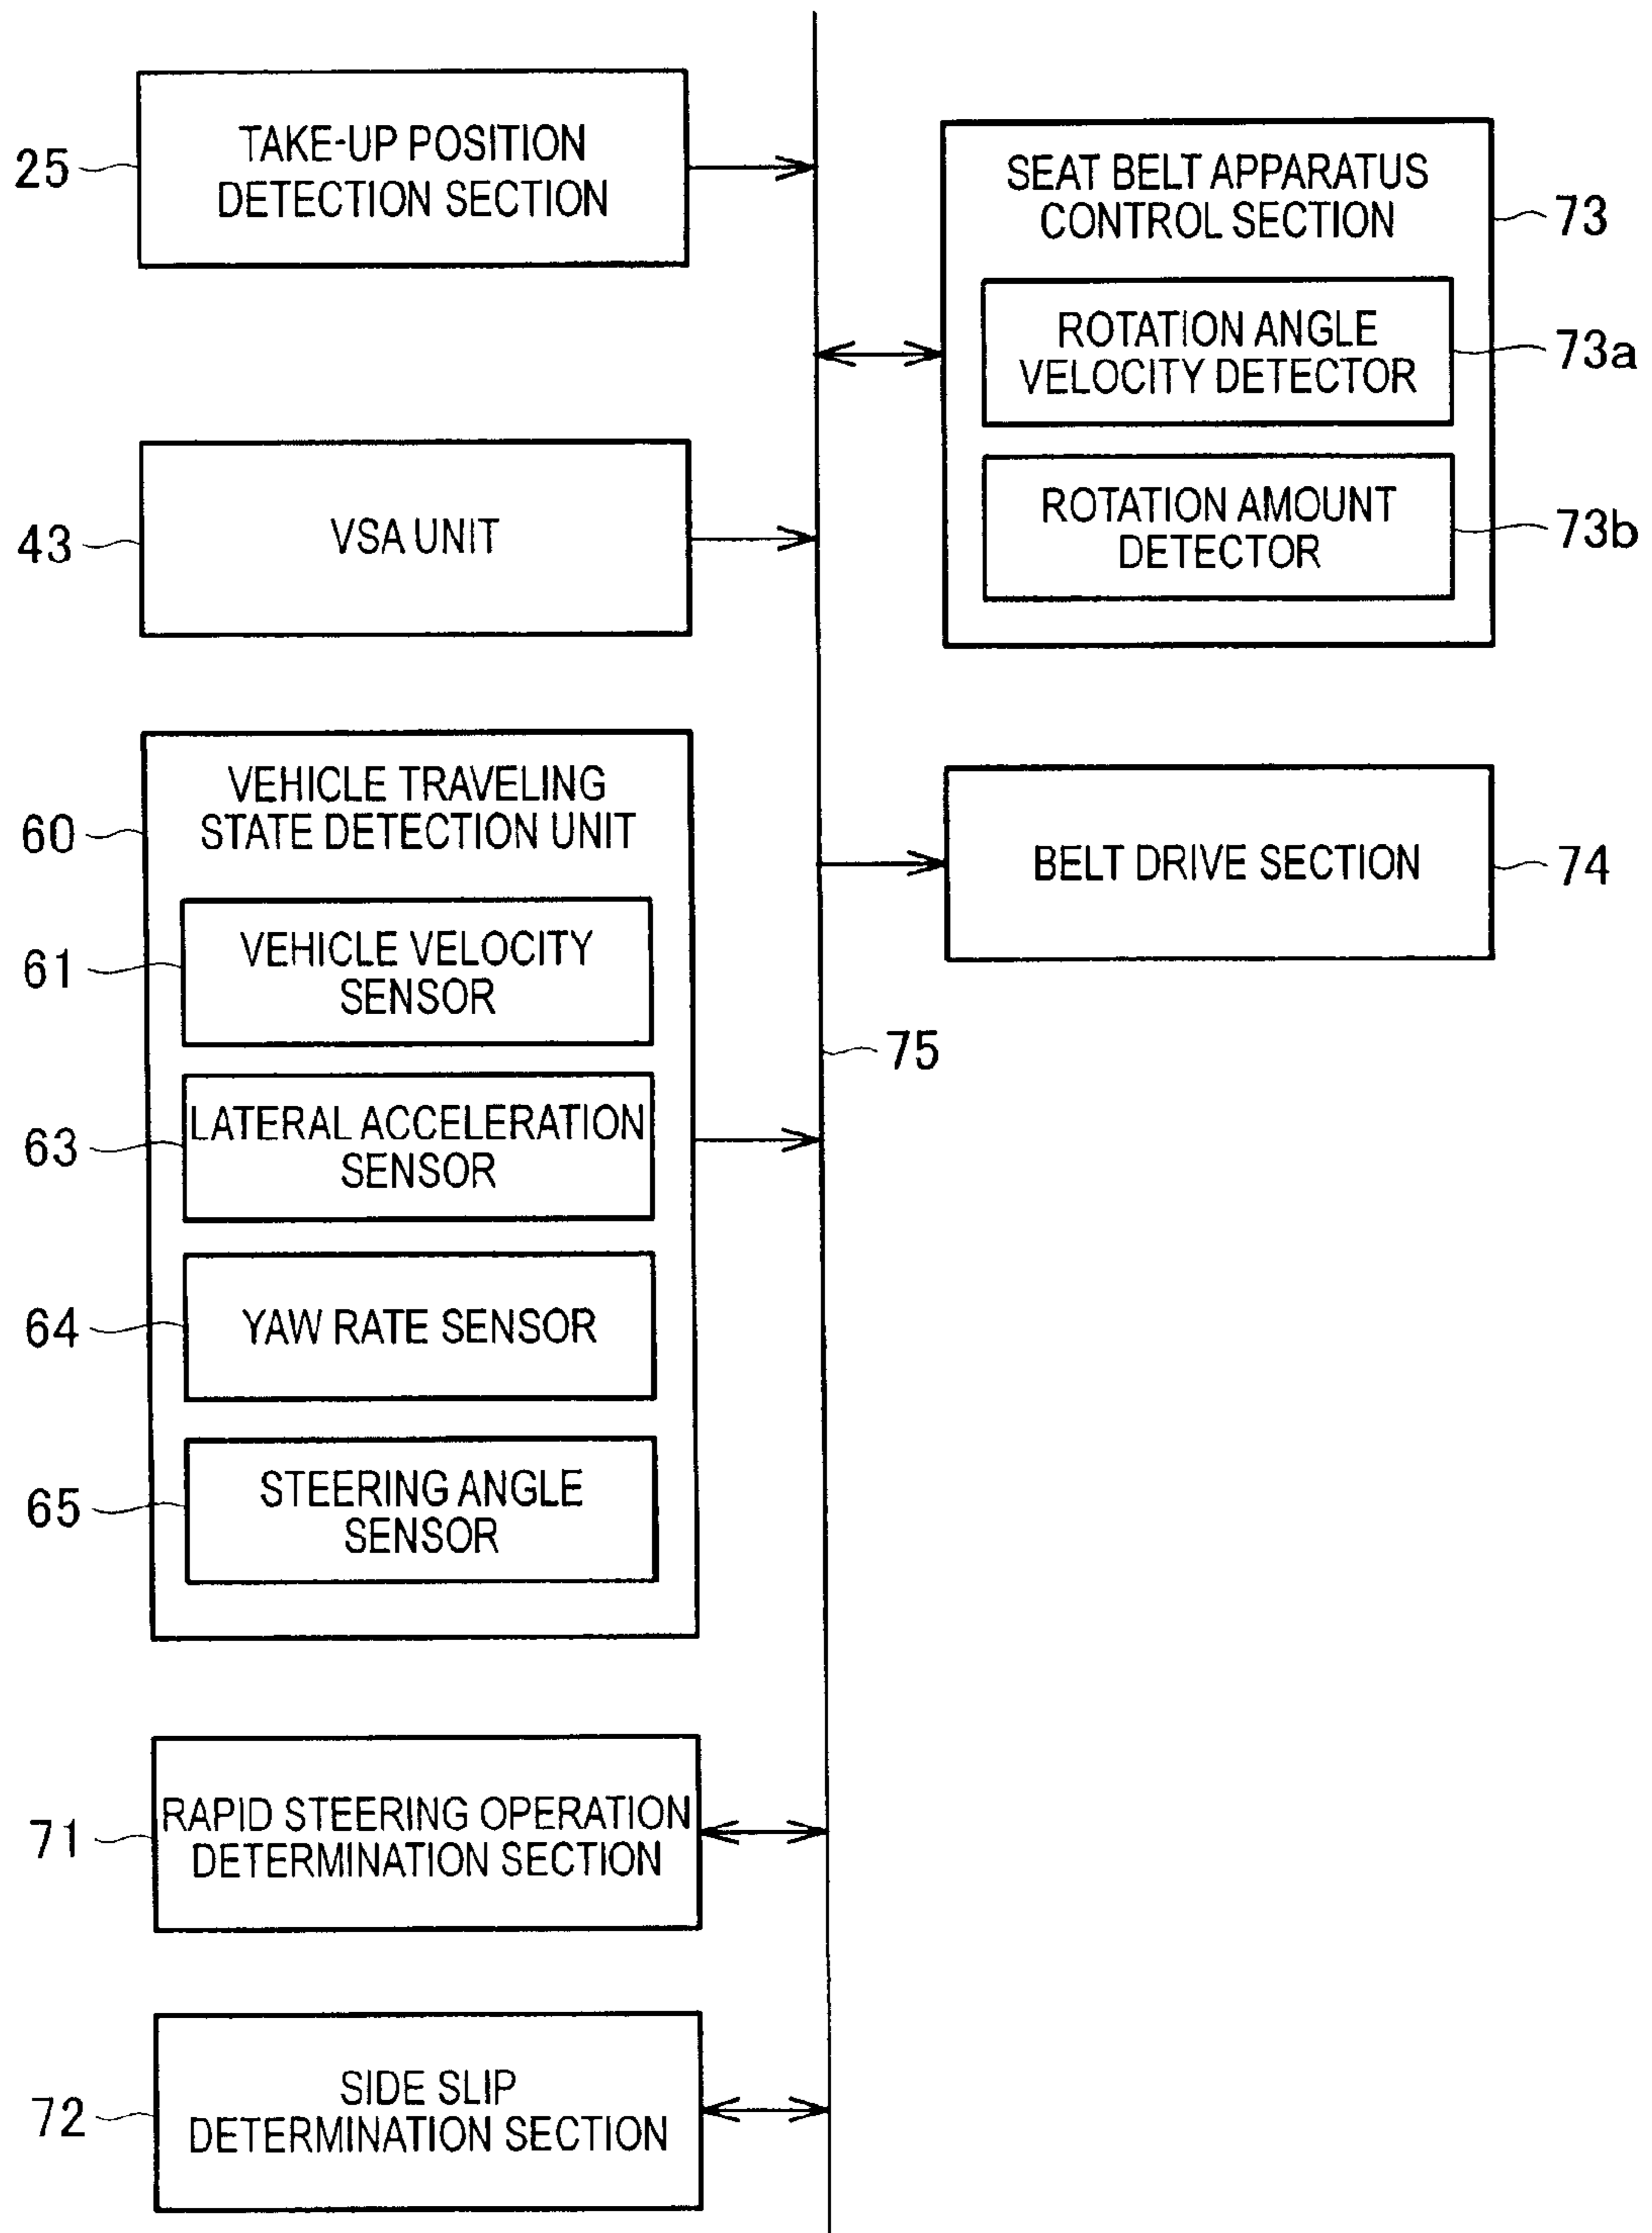 25
TAKE-UP POSITION
DETECTION SECTION
SEAT BELT APPARATUS
CONTROL SECTION
73
ROTATION ANGLE
VELOCITY DETECTOR
73a
ROTATION AMOUNT
DETECTOR
73b
43
VSA UNIT
60
VEHICLE TRAVELING
STATE DETECTION UNIT
BELT DRIVE SECTION
74
61
VEHICLE VELOCITY
SENSOR
75
63
LATERAL ACCELERATION
SENSOR
64
YAW RATE SENSOR
65
STEERING ANGLE
SENSOR
71
RAPID STEERING OPERATION
DETERMINATION SECTION
72
SIDE SLIP
DETERMINATION SECTION